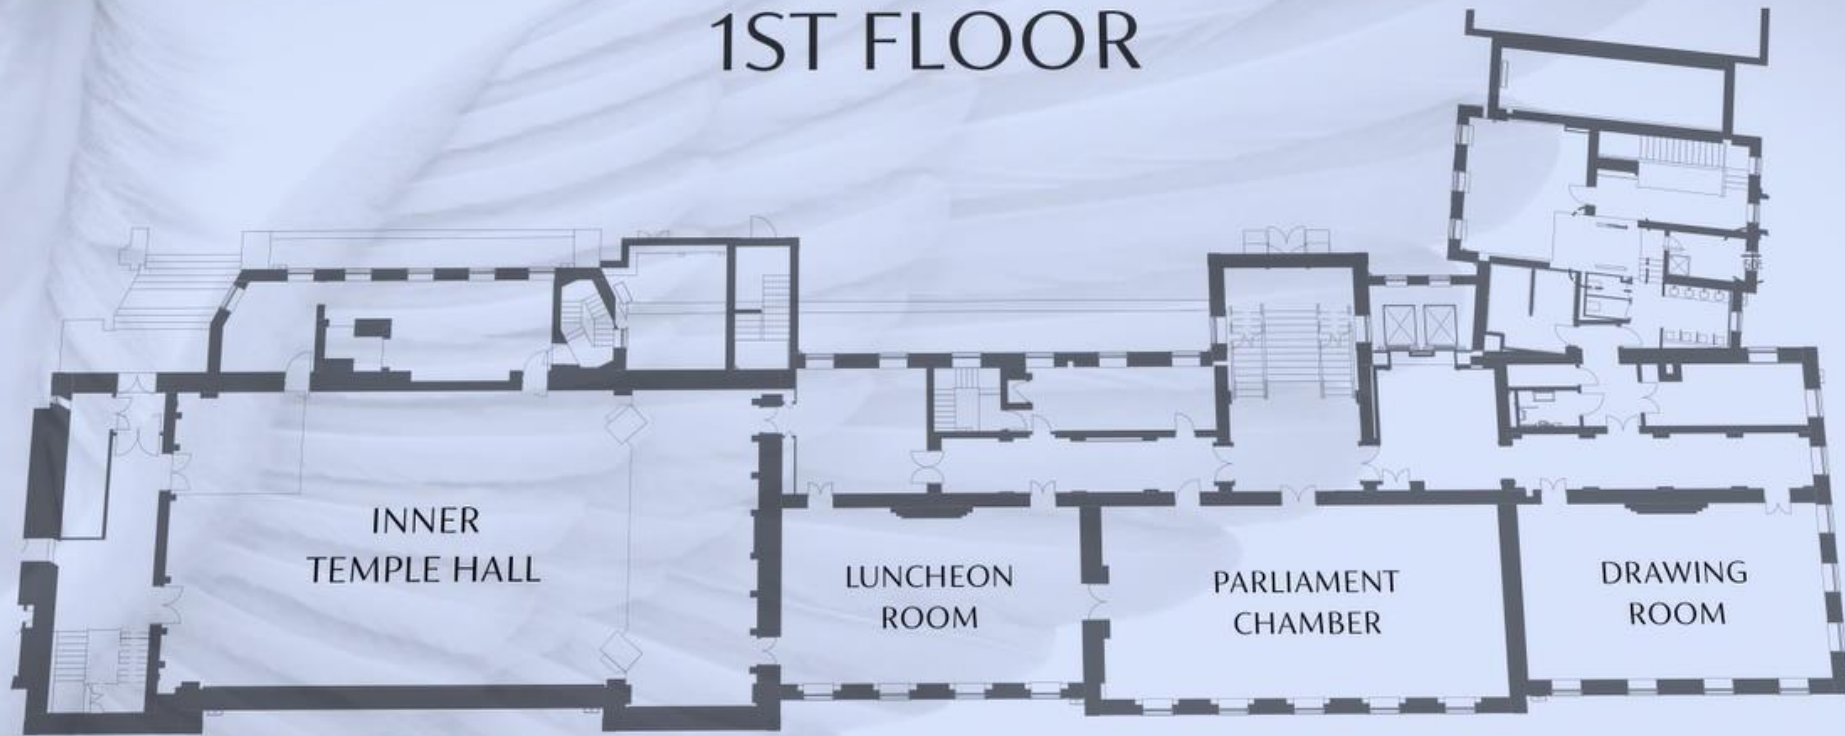 1ST FLOOR
INNER
TEMPLE HALL
LUNCHEON
ROOM
PARLIAMENT
CHAMBER
DRAWING
ROOM